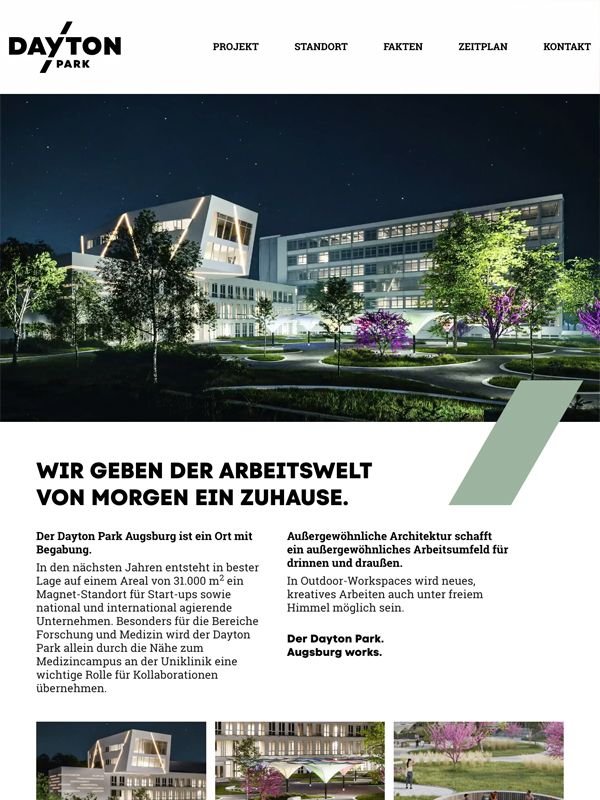 DAYTON
PARK
PROJEKT STANDORT FAKTEN ZEITPLAN KONTAKT
WIR GEBEN DER ARBEITSWELT
VON MORGEN EIN ZUHAUSE.
Der Dayton Park Augsburg ist ein Ort mit
Begabung.
In den nächsten Jahren entsteht in bester
Lage auf einem Areal von 31.000 m² ein
Magnet-Standort für Start-ups sowie
national und international agierende
Unternehmen. Besonders für die Bereiche
Forschung und Medizin wird der Dayton
Park allein durch die Nähe zum
Medizincampus an der Uniklinik eine
wichtige Rolle für Kollaborationen
übernehmen.
Außergewöhnliche Architektur schafft
ein außergewöhnliches Arbeitsumfeld für
drinnen und draußen.
In Outdoor-Workspaces wird neues,
kreatives Arbeiten auch unter freiem
Himmel möglich sein.
Der Dayton Park.
Augsburg works.